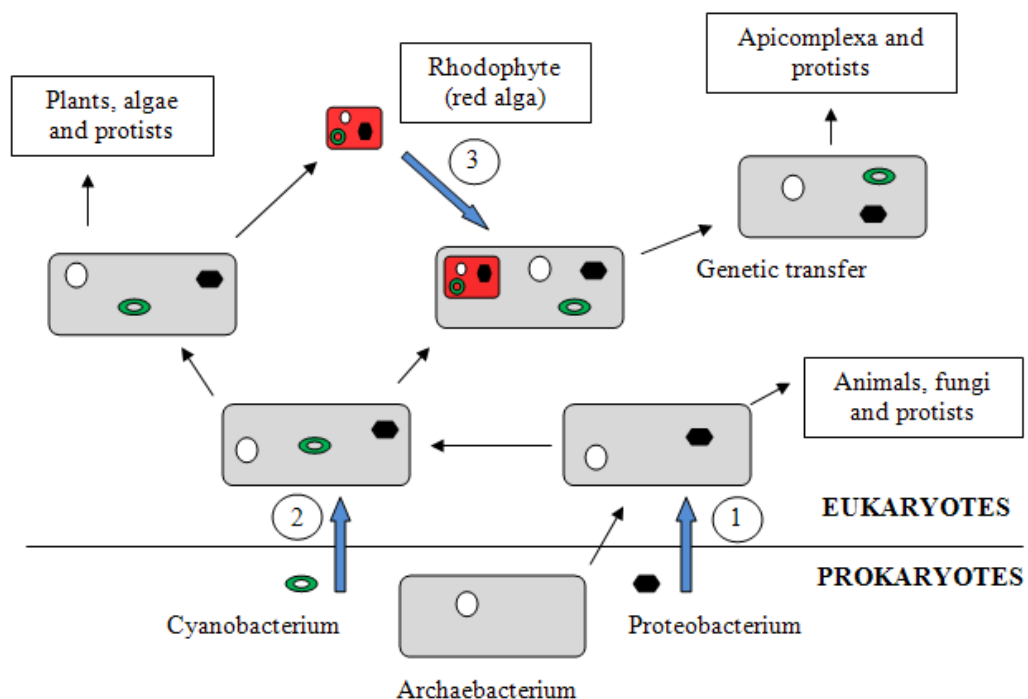 Apicomplexa and
protists
Rhodophyte
(red alga)
Plants, algae
and protists
3
Genetic transfer
Animals, fungi
and protists
2
1
EUKARYOTES
PROKARYOTES
Cyanobacterium
Proteobacterium
Archaebacterium